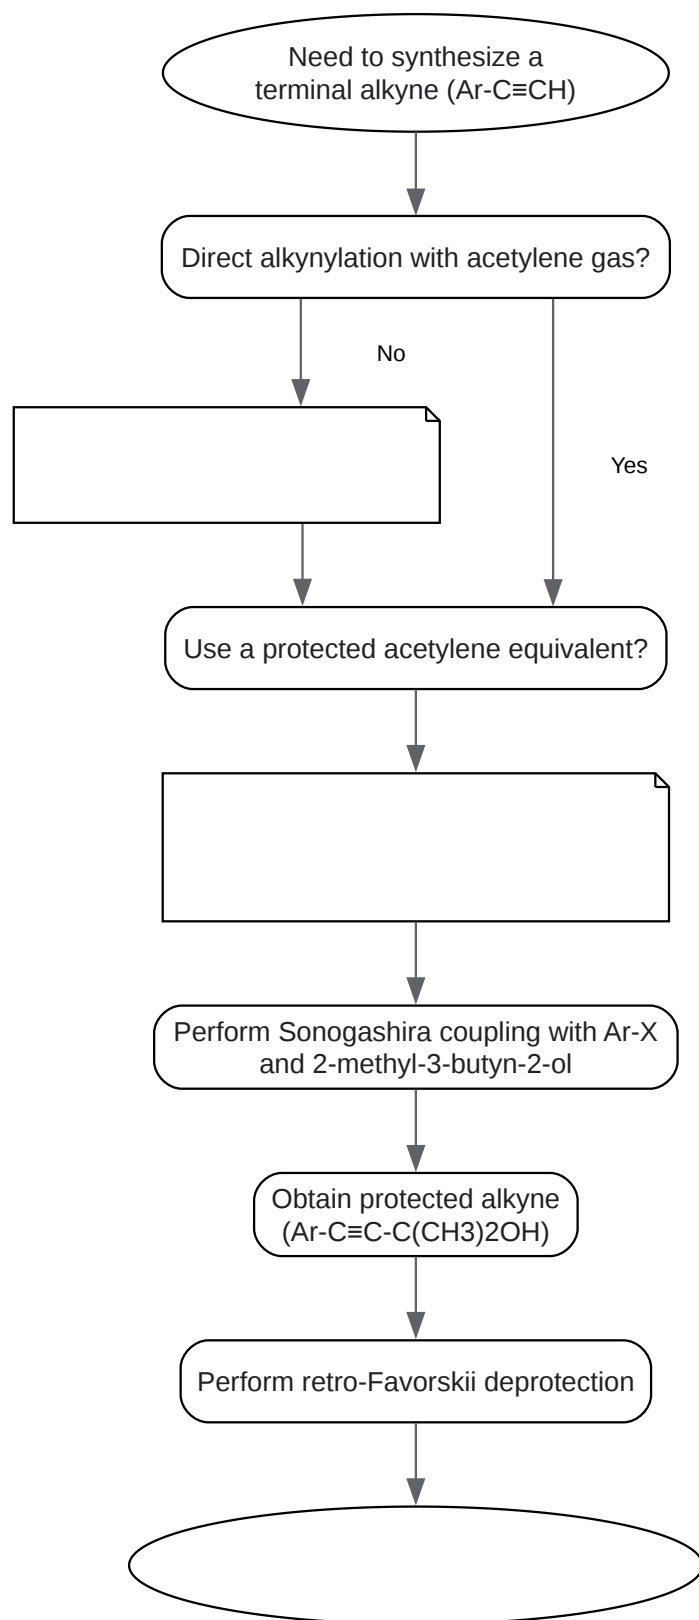 Need to synthesize a
terminal alkyne (Ar-C≡CH)
Direct alkynylation with acetylene gas?
No
Yes
Use a protected acetylene equivalent?
Perform Sonogashira coupling with Ar-X
and 2-methyl-3-butyn-2-ol
Obtain protected alkyne
(Ar-C≡C-C(CH3)2OH)
Perform retro-Favorskii deprotection